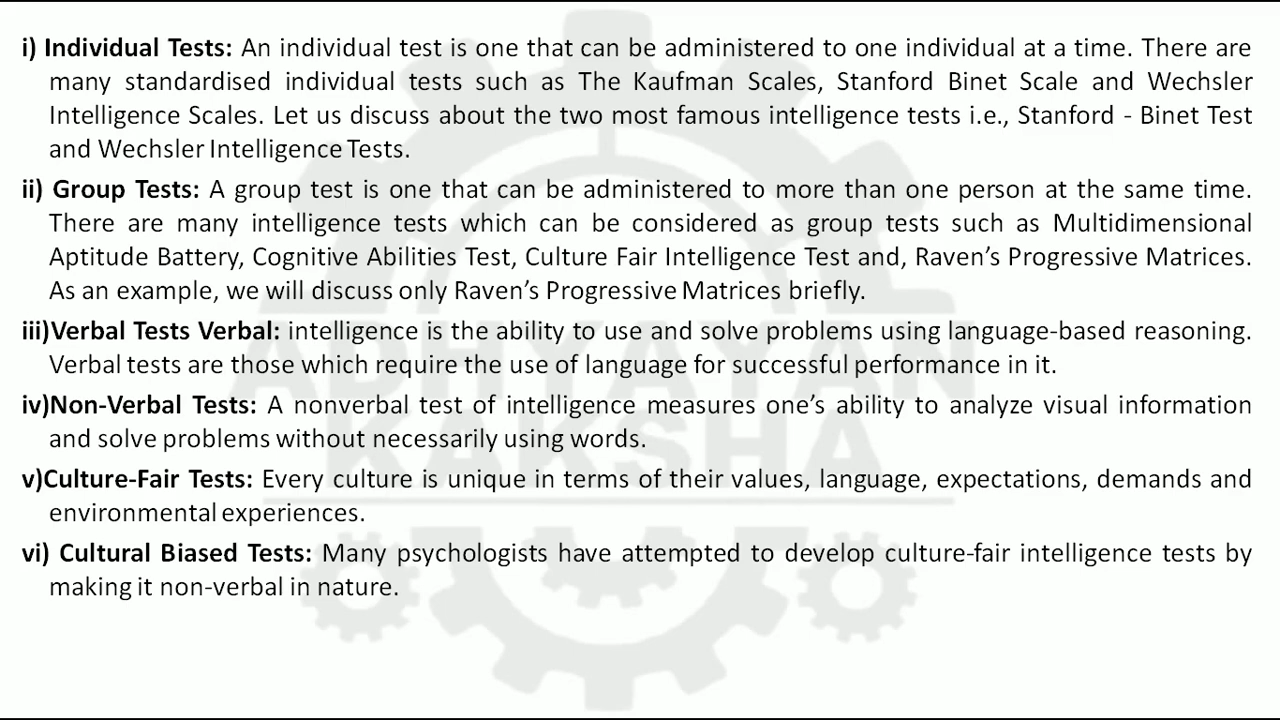 i) Individual Tests: An individual test is one that can be administered to one individual at a time. There are
many standardised individual tests such as The Kaufman Scales, Stanford Binet Scale and Wechsler
Intelligence Scales. Let us discuss about the two most famous intelligence tests i.e., Stanford - Binet Test
and Wechsler Intelligence Tests.
ii) Group Tests: A group test is one that can be administered to more than one person at the same time.
There are many intelligence tests which can be considered as group tests such as Multidimensional
Aptitude Battery, Cognitive Abilities Test, Culture Fair Intelligence Test and, Raven’s Progressive Matrices.
As an example, we will discuss only Raven’s Progressive Matrices briefly.
iii)Verbal Tests Verbal: intelligence is the ability to use and solve problems using language-based reasoning.
Verbal tests are those which require the use of language for successful performance in it.
iv)Non-Verbal Tests: A nonverbal test of intelligence measures one’s ability to analyze visual information
and solve problems without necessarily using words.
v)Culture-Fair Tests: Every culture is unique in terms of their values, language, expectations, demands and
environmental experiences.
vi) Cultural Biased Tests: Many psychologists have attempted to develop culture-fair intelligence tests by
making it non-verbal in nature.
ADHYAYAN
KAKSHA